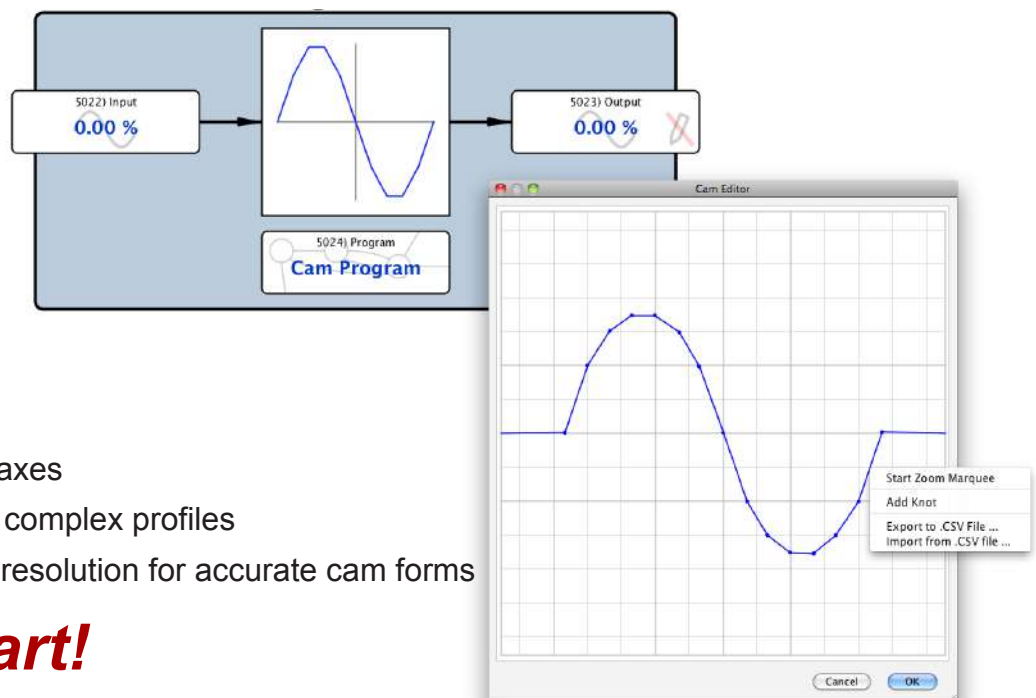 5022) Input
0.00 %
5023) Output
0.00 %
5024) Program
Cam Program
Cam Editor
Start Zoom Marquee
Add Knot
Export to .CSV File ...
Import from .CSV file ...
Cancel
OK
axes
complex profiles
resolution for accurate cam forms
art!